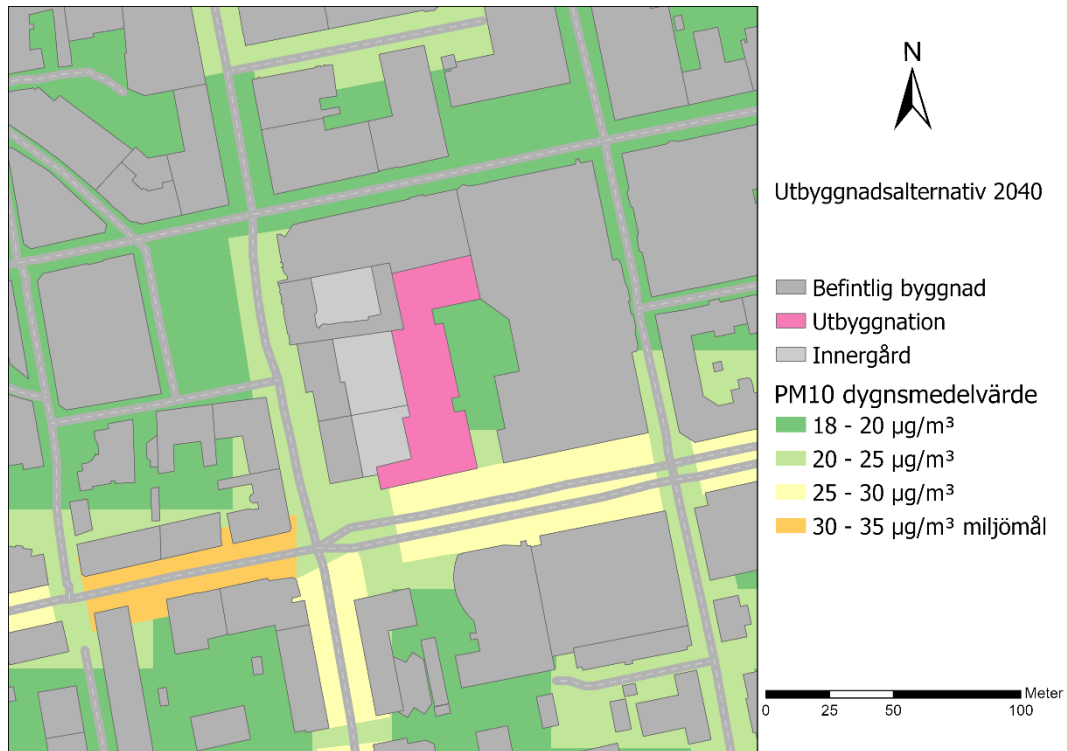 N
Utbyggnadsalternativ 2040
Befintlig byggnad
Utbyggnation
Innergård
PM10 dygnsmedelvärde
18 - 20 µg/m³
20 - 25 µg/m³
25 - 30 µg/m³
30 - 35 µg/m³ miljömål
Meter
0 25 50 100